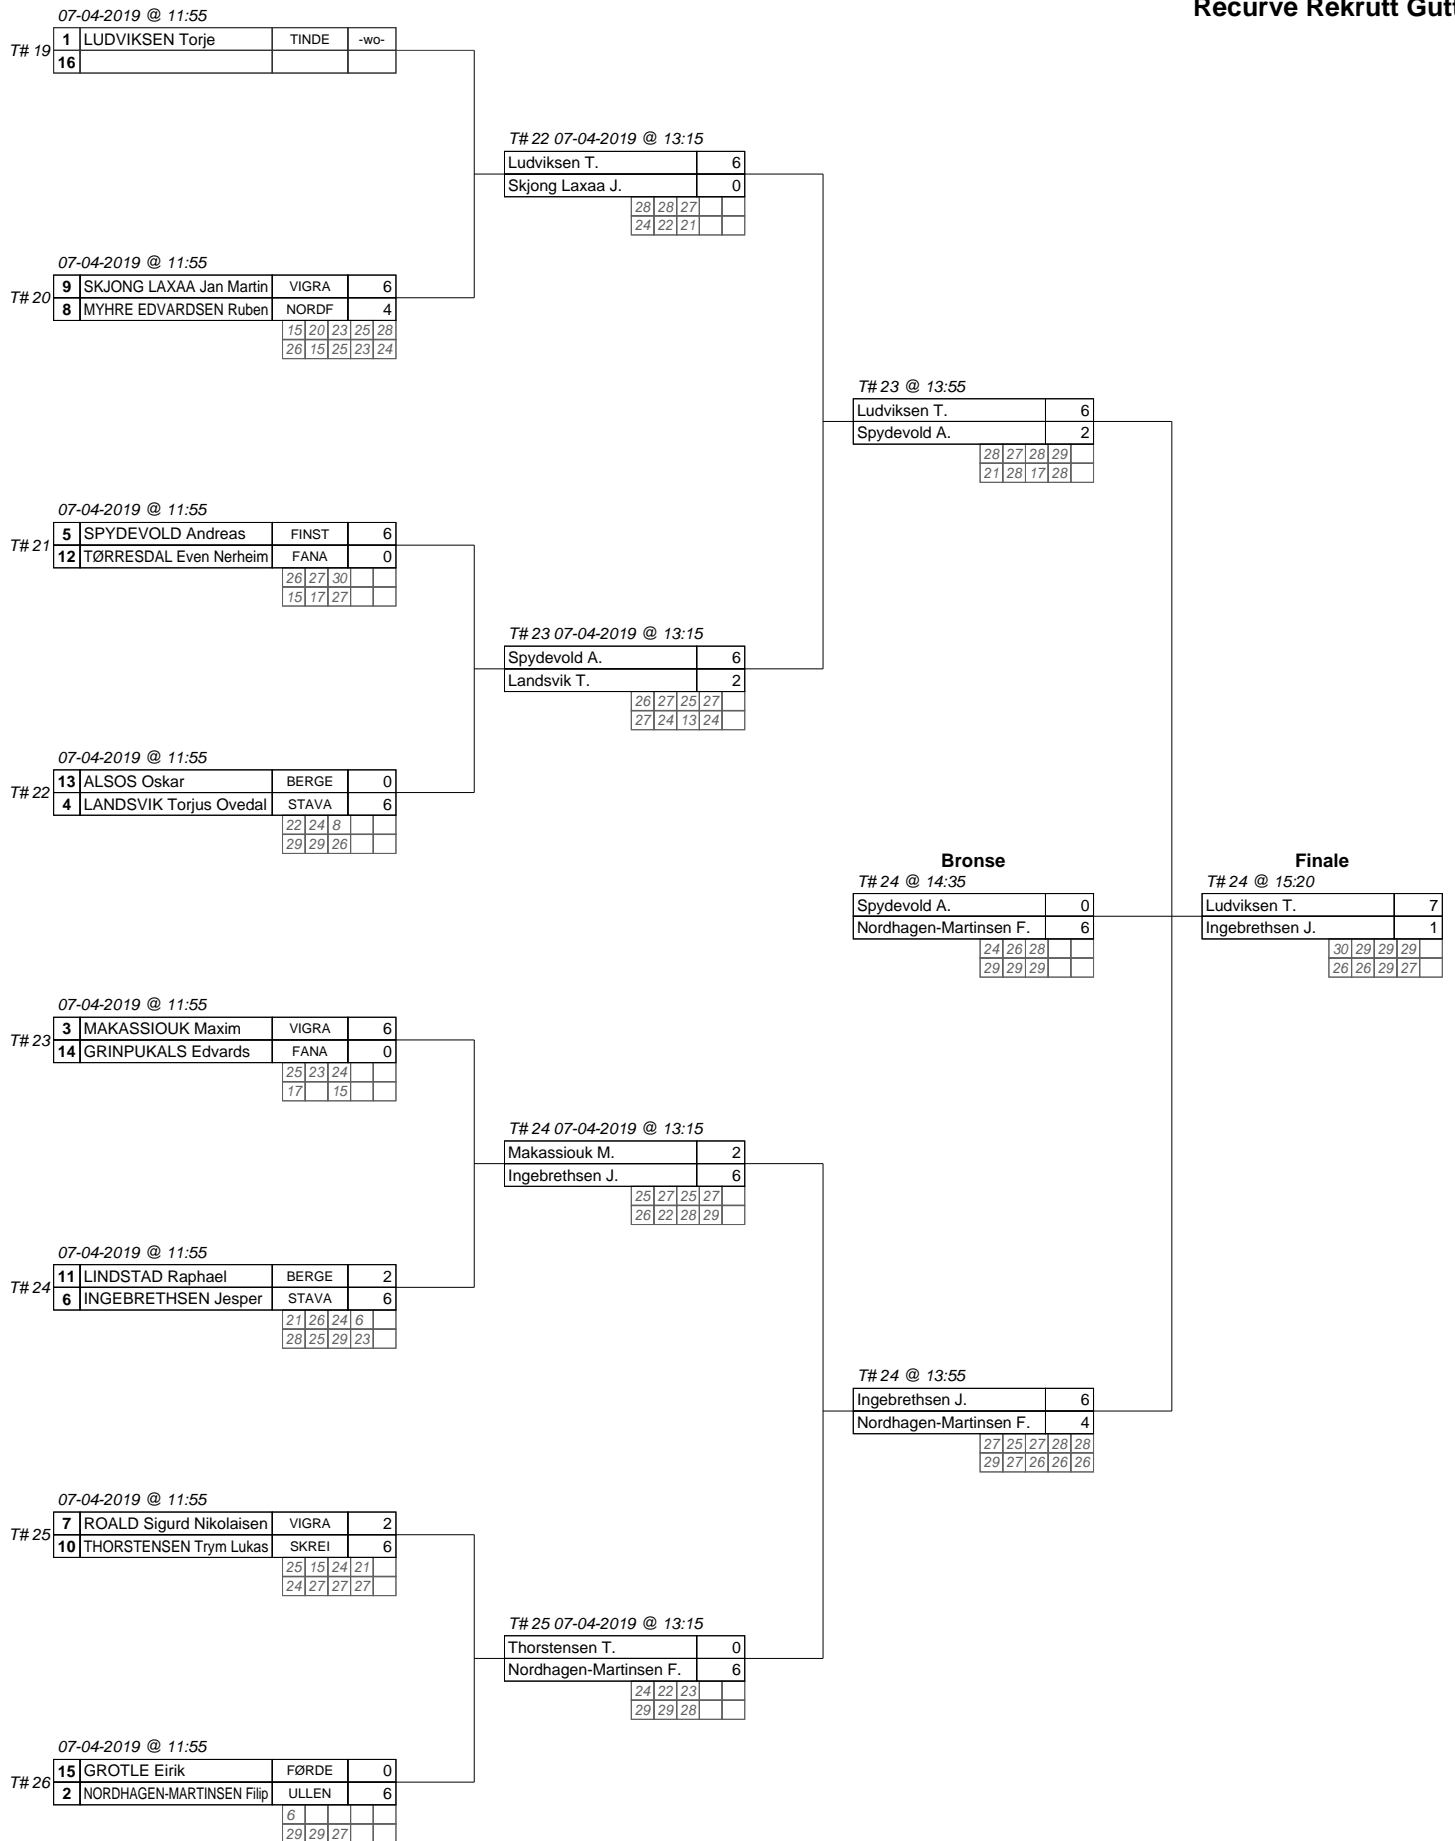 Recurve Rekrutt Gutt
07-04-2019 @ 11:55
T# 19
1 LUDVIKSEN Torje TINDE -wo-
16
T# 22 07-04-2019 @ 13:15
Ludviksen T. 6
Skjong Laxaa J. 0
28 28 27
24 22 21
07-04-2019 @ 11:55
T# 20
9 SKJONG LAXAA Jan Martin VIGRA 6
8 MYHRE EDVARDSEN Ruben NORDF 4
15 20 23 25 28
26 15 25 23 24
T# 23 @ 13:55
Ludviksen T. 6
Spydevold A. 2
28 27 28 29
21 28 17 28
07-04-2019 @ 11:55
T# 21
5 SPYDEVOLD Andreas FINST 6
12 TØRRESDAL Even Nerheim FANA 0
26 27 30
15 17 27
T# 23 07-04-2019 @ 13:15
Spydevold A. 6
Landsvik T. 2
26 27 25 27
27 24 13 24
07-04-2019 @ 11:55
T# 22
13 ALSOS Oskar BERGE 0
4 LANDSVIK Torjus Ovedal STAVA 6
22 24 8
29 29 26
Bronse
T# 24 @ 14:35
Spydevold A. 0
Nordhagen-Martinsen F. 6
24 26 28
29 29 29
Finale
T# 24 @ 15:20
Ludviksen T. 7
Ingebrethsen J. 1
30 29 29 29
26 26 29 27
07-04-2019 @ 11:55
T# 23
3 MAKASSIOUK Maxim VIGRA 6
14 GRINPUKALS Edvards FANA 0
25 23 24
17 15
T# 24 07-04-2019 @ 13:15
Makassiouk M. 2
Ingebrethsen J. 6
25 27 25 27
26 22 28 29
07-04-2019 @ 11:55
T# 24
11 LINDSTAD Raphael BERGE 2
6 INGEBRETHSEN Jesper STAVA 6
21 26 24 6
28 25 29 23
T# 24 @ 13:55
Ingebrethsen J. 6
Nordhagen-Martinsen F. 4
27 25 27 28 28
29 27 26 26 26
07-04-2019 @ 11:55
T# 25
7 ROALD Sigurd Nikolaisen VIGRA 2
10 THORSTENSEN Trym Lukas SKREI 6
25 15 24 21
24 27 27 27
T# 25 07-04-2019 @ 13:15
Thorstensen T. 0
Nordhagen-Martinsen F. 6
24 22 23
29 29 28
07-04-2019 @ 11:55
T# 26
15 GROTLE Eirik FØRDE 0
2 NORDHAGEN-MARTINSEN Filip ULLEN 6
6
29 29 27